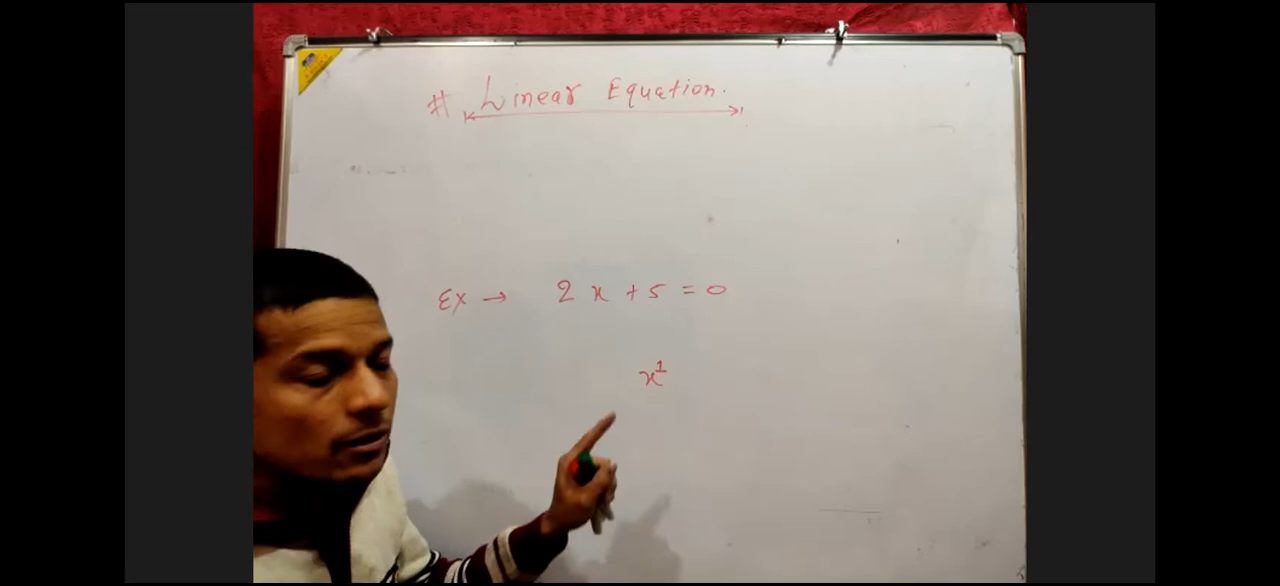 # Linear Equation.
Ex → 2x + 5 = 0
x¹